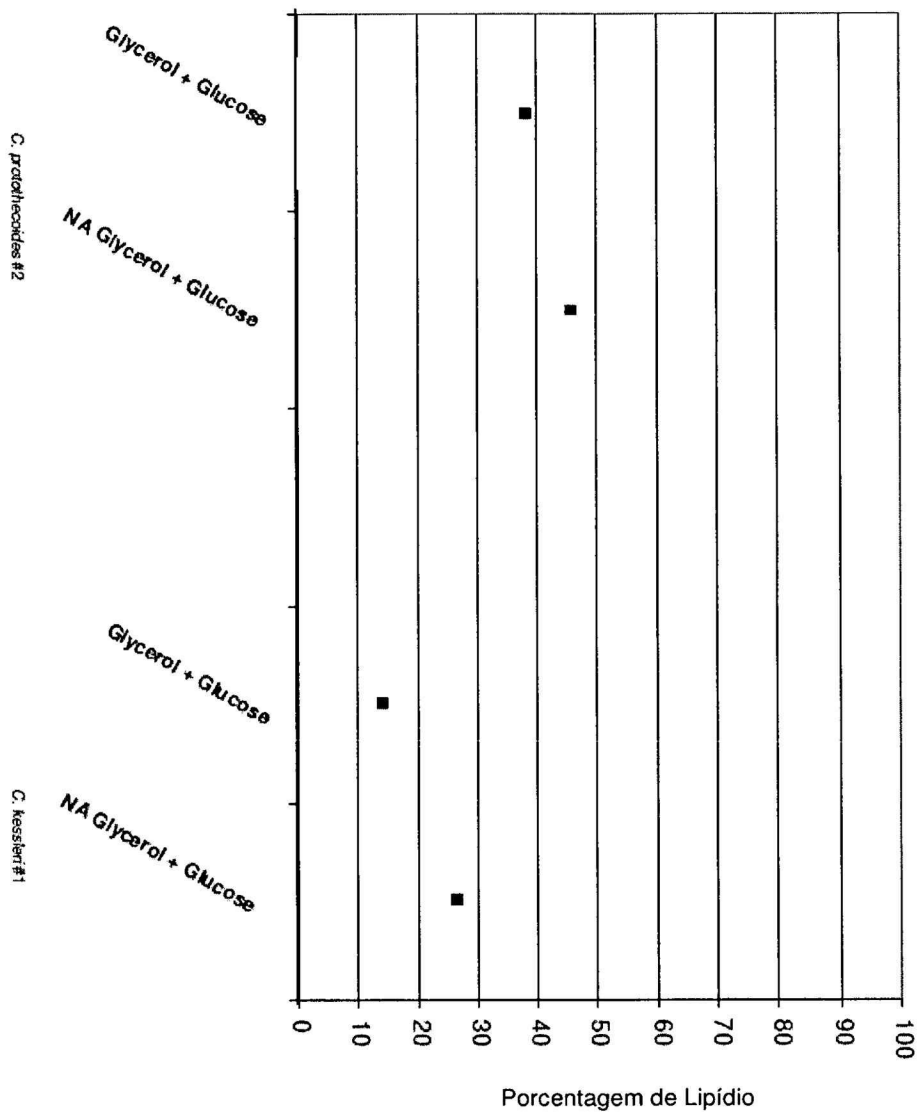 Glycerol + Glucose
NA Glycerol + Glucose
C. protothecoides #2
Glycerol + Glucose
NA Glycerol + Glucose
C. kessleri #1
0
10
20
30
40
50
60
70
80
90
100
Porcentagem de Lipídio